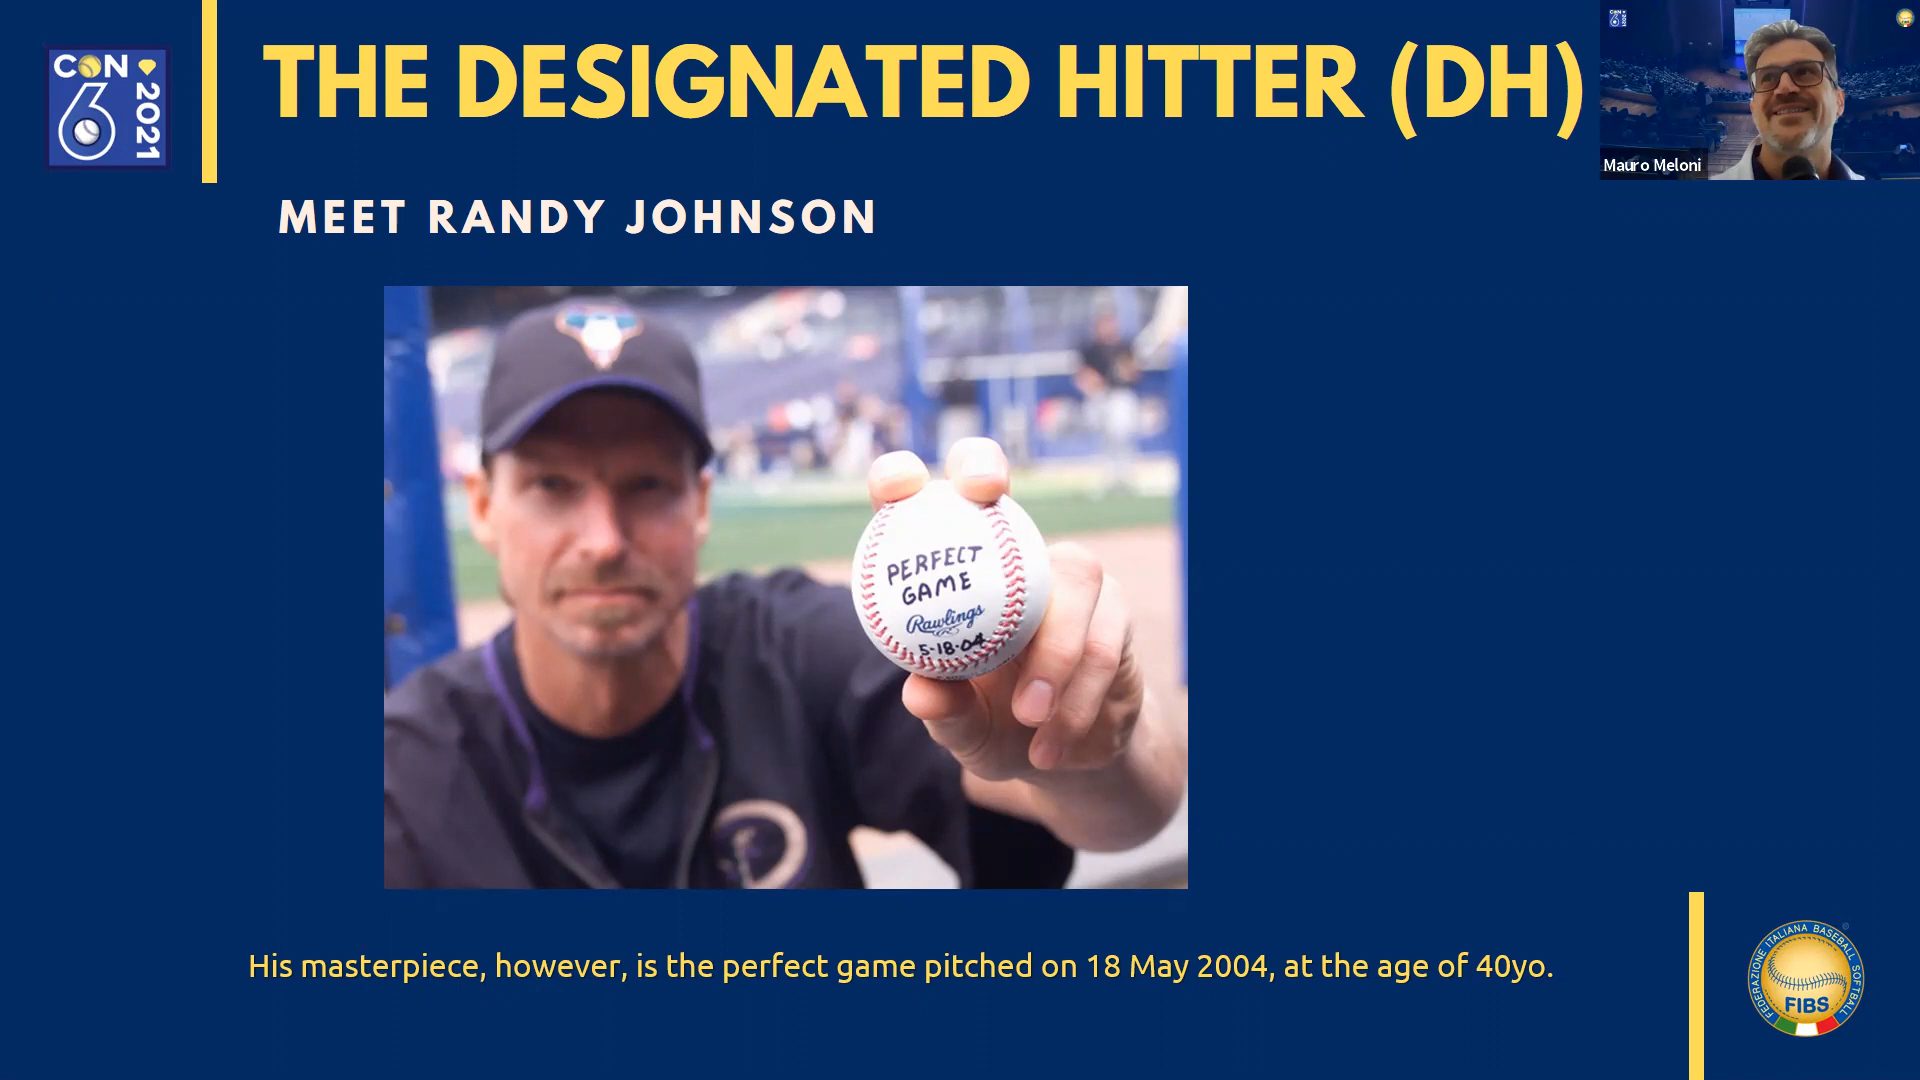 CON
6
2021
THE DESIGNATED HITTER (DH)
Mauro Meloni
MEET RANDY JOHNSON
PERFECT
GAME
Rawlings
5-18-04
His masterpiece, however, is the perfect game pitched on 18 May 2004, at the age of 40yo.
FEDERAZIONE ITALIANA BASEBALL SOFTBALL
FIBS